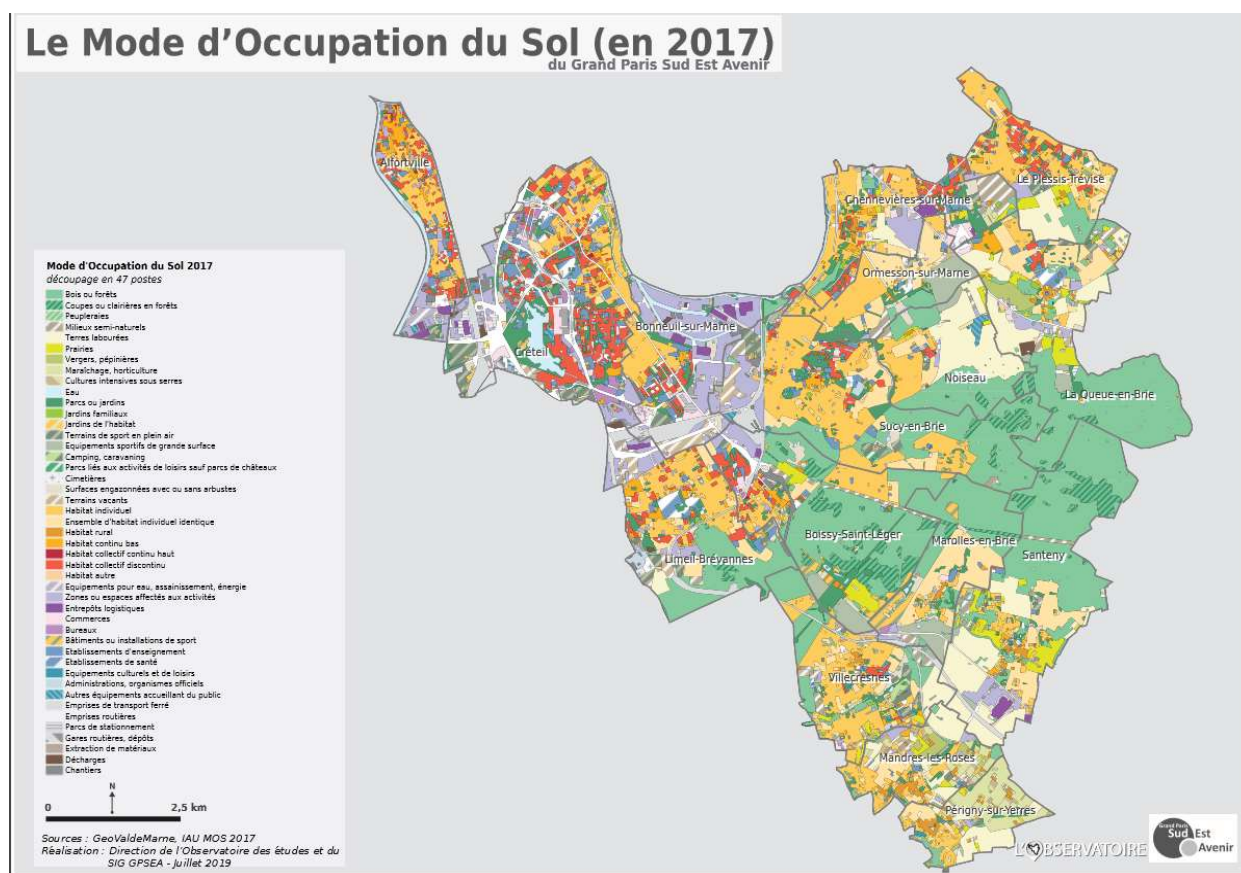 Le Mode d'Occupation du Sol (en 2017)
du Grand Paris Sud Est Avenir
Alfortville
Le Plessis-Trévise
Chennevières-sur-Marne
Ormesson-sur-Marne
Bonneuil-sur-Marne
Créteil
Noiseau
La Queue-en-Brie
Sucy-en-Brie
Boissy-Saint-Léger
Marolles-en-Brie
Santeny
Limeil-Brévannes
Villecresnes
Mandres-les-Roses
Périgny-sur-Yerres
Mode d'Occupation du Sol 2017
découpage en 47 postes
Bois ou forêts
Coupes ou clairières en forêts
Peupleraies
Milieux semi-naturels
Terres labourées
Prairies
Vergers, pépinières
Maraîchage, horticulture
Cultures intensives sous serres
Eau
Parcs ou jardins
Jardins familiaux
Jardins de l'habitat
Terrains de sport en plein air
Equipements sportifs de grande surface
Camping, caravaning
Parcs liés aux activités de loisirs sauf parcs de châteaux
Cimetières
Surfaces engazonnées avec ou sans arbustes
Terrains vacants
Habitat individuel
Ensemble d'habitat individuel identique
Habitat rural
Habitat continu bas
Habitat collectif continu haut
Habitat collectif discontinu
Habitat autre
Equipements pour eau, assainissement, énergie
Zones ou espaces affectés aux activités
Entrepôts logistiques
Commerces
Bureaux
Bâtiments ou installations de sport
Etablissements d'enseignement
Etablissements de santé
Equipements culturels et de loisirs
Administrations, organismes officiels
Autres équipements accueillant du public
Emprises de transport ferré
Emprises routières
Parcs de stationnement
Gares routières, dépôts
Extraction de matériaux
Décharges
Chantiers
N
0 2,5 km
Sources : GeoValdeMarne, IAU MOS 2017
Réalisation : Direction de l'Observatoire des études et du
SIG GPSEA - Juillet 2019
L'OBSERVATOIRE
Grand Paris
Sud Est
Avenir